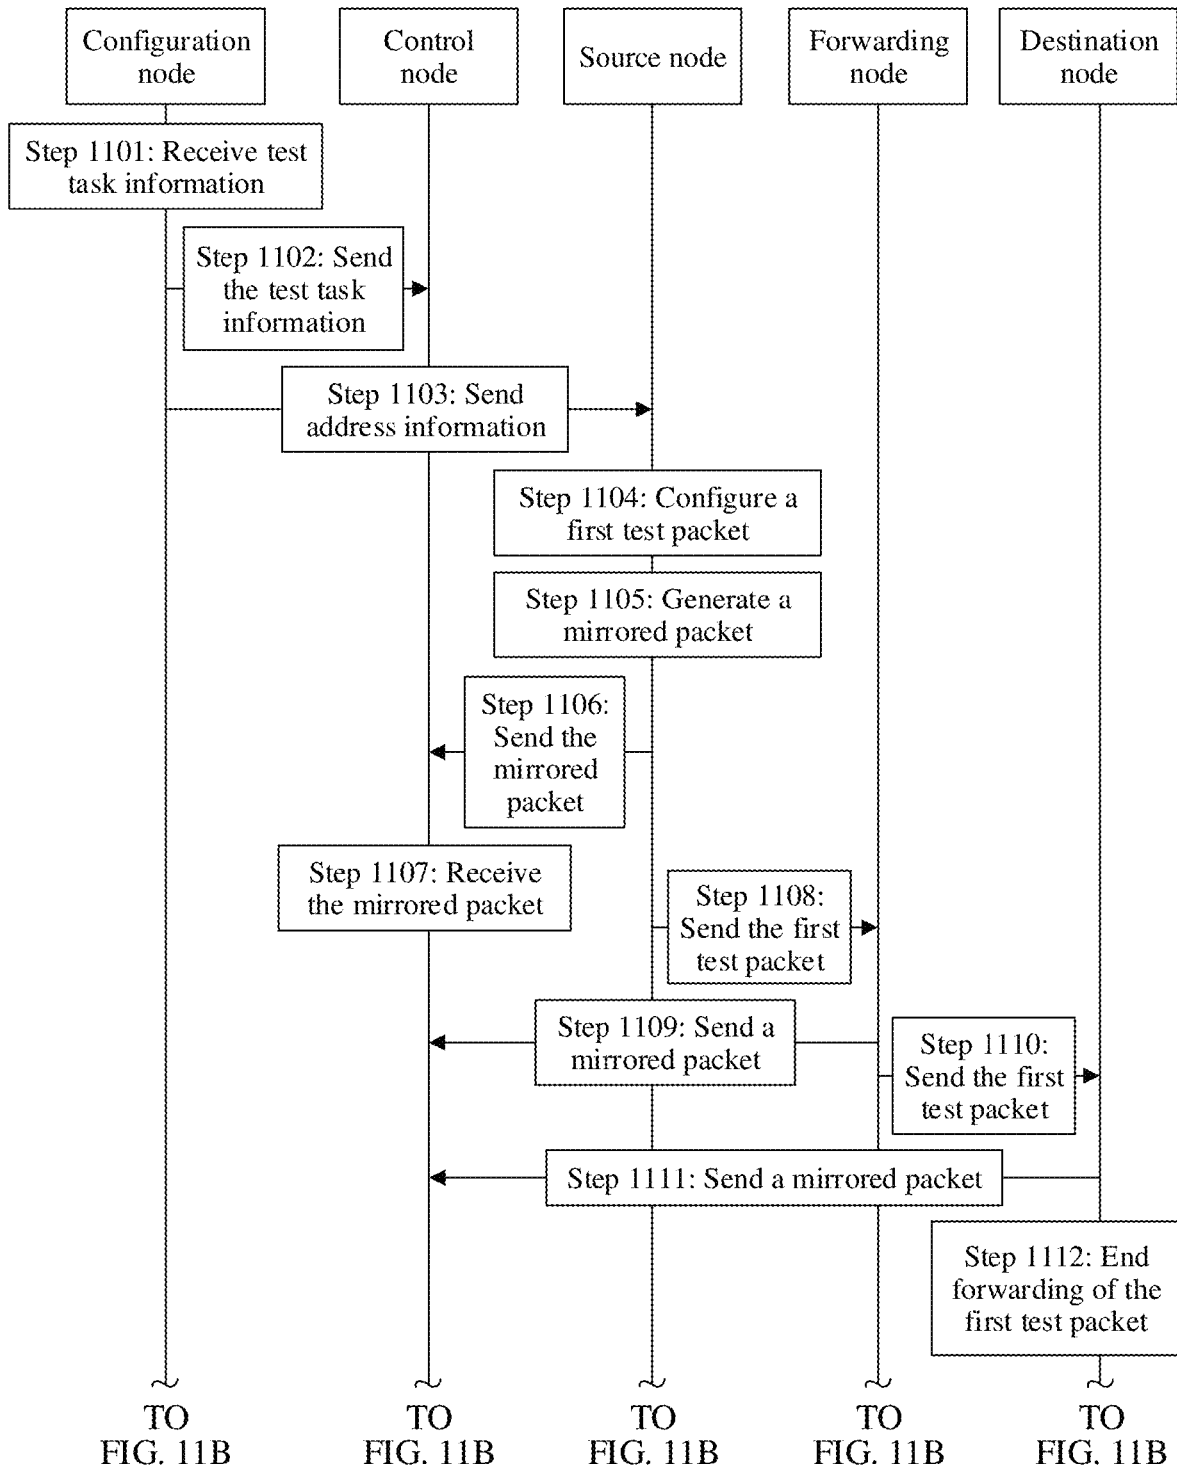 Configuration
node
Control
node
Source node
Forwarding
node
Destination
node
Step 1101: Receive test
task information
Step 1102: Send
the test task
information
Step 1103: Send
address information
Step 1104: Configure a
first test packet
Step 1105: Generate a
mirrored packet
Step 1106:
Send the
mirrored
packet
Step 1107: Receive
the mirrored packet
Step 1108:
Send the first
test packet
Step 1109: Send a
mirrored packet
Step 1110:
Send the first
test packet
Step 1111: Send a mirrored packet
Step 1112: End
forwarding of the
first test packet
TO
FIG. 11B
TO
FIG. 11B
TO
FIG. 11B
TO
FIG. 11B
TO
FIG. 11B